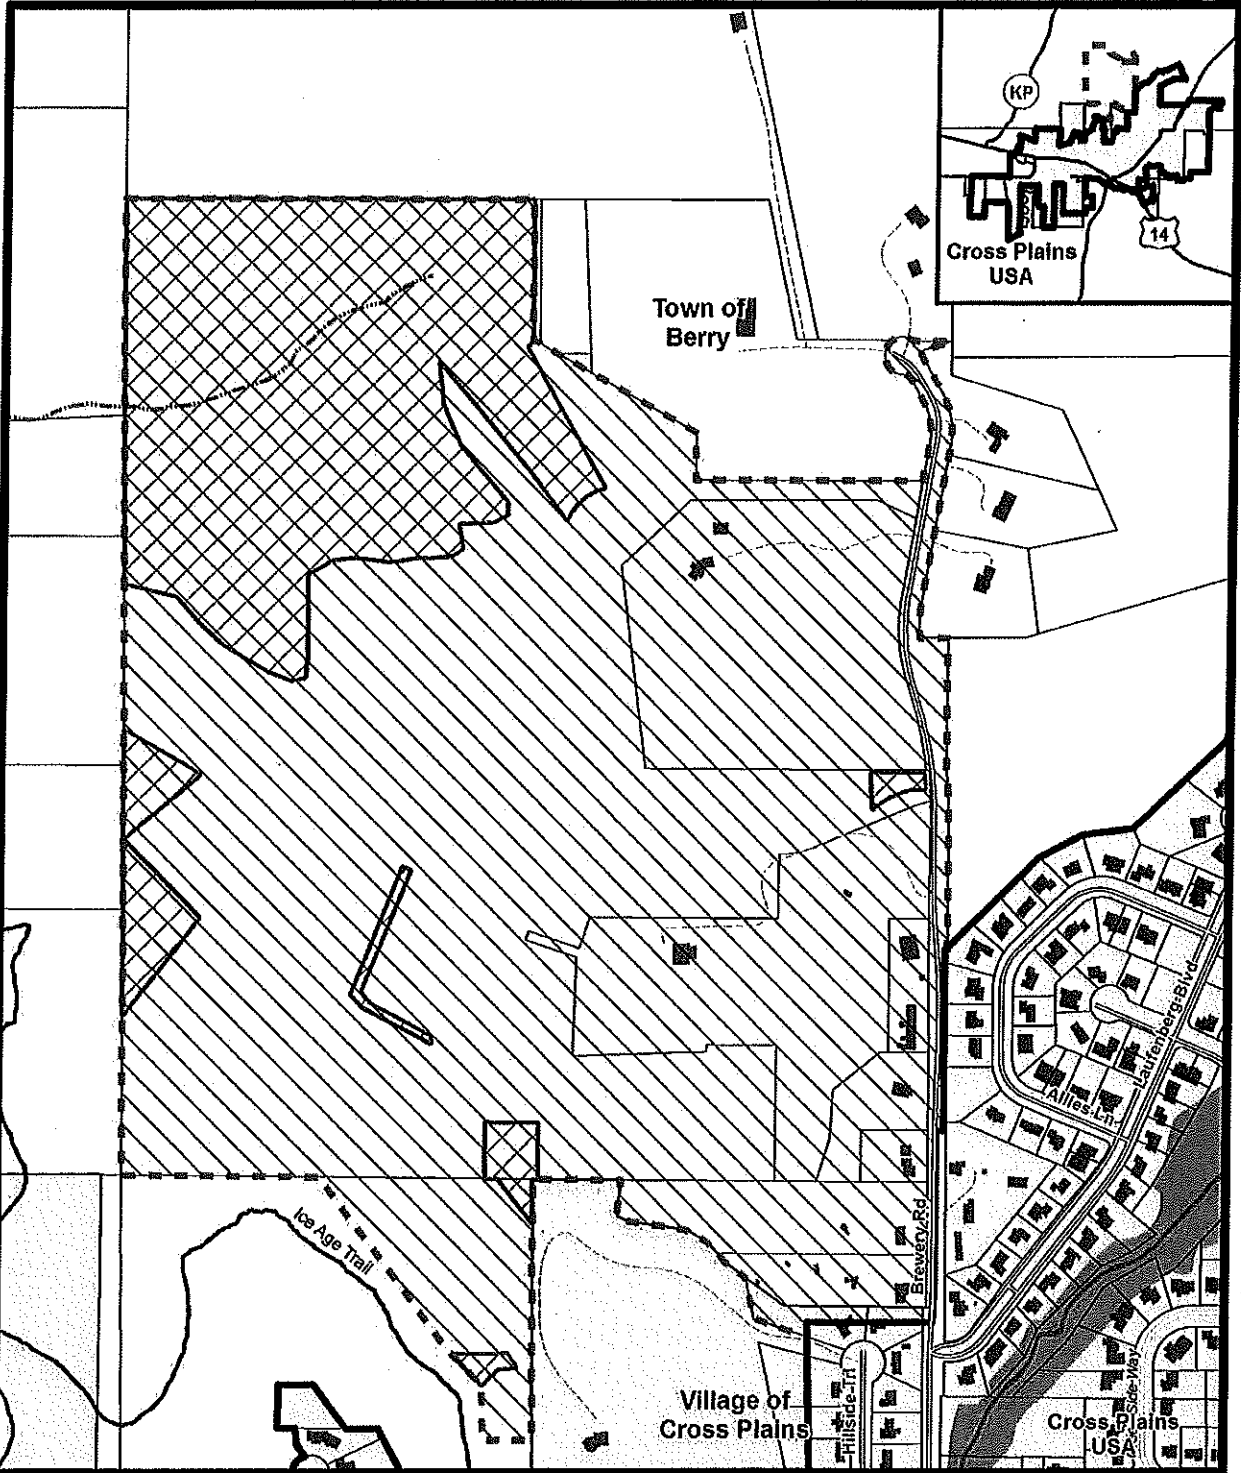 KP
Cross Plains
USA
14
Town of
Berry
Laufenberg-Blvd
Allies-Ln
Ice Age Trail
Brewery Rd
Village of
Cross Plains
Hillside-Trl
Cross Plains
USA